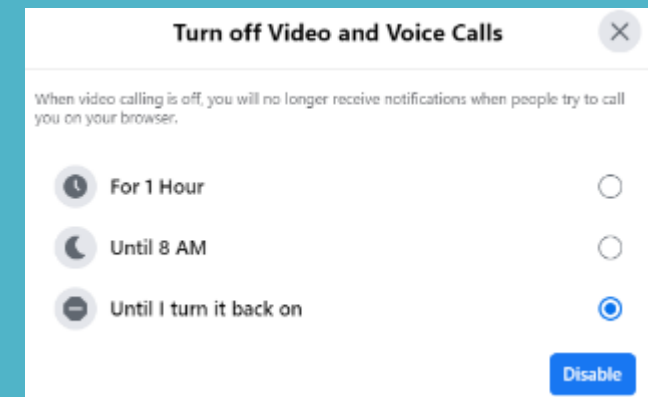 Turn off Video and Voice Calls
When video calling is off, you will no longer receive notifications when people try to call
you on your browser.
For 1 Hour
Until 8 AM
Until I turn it back on
Disable